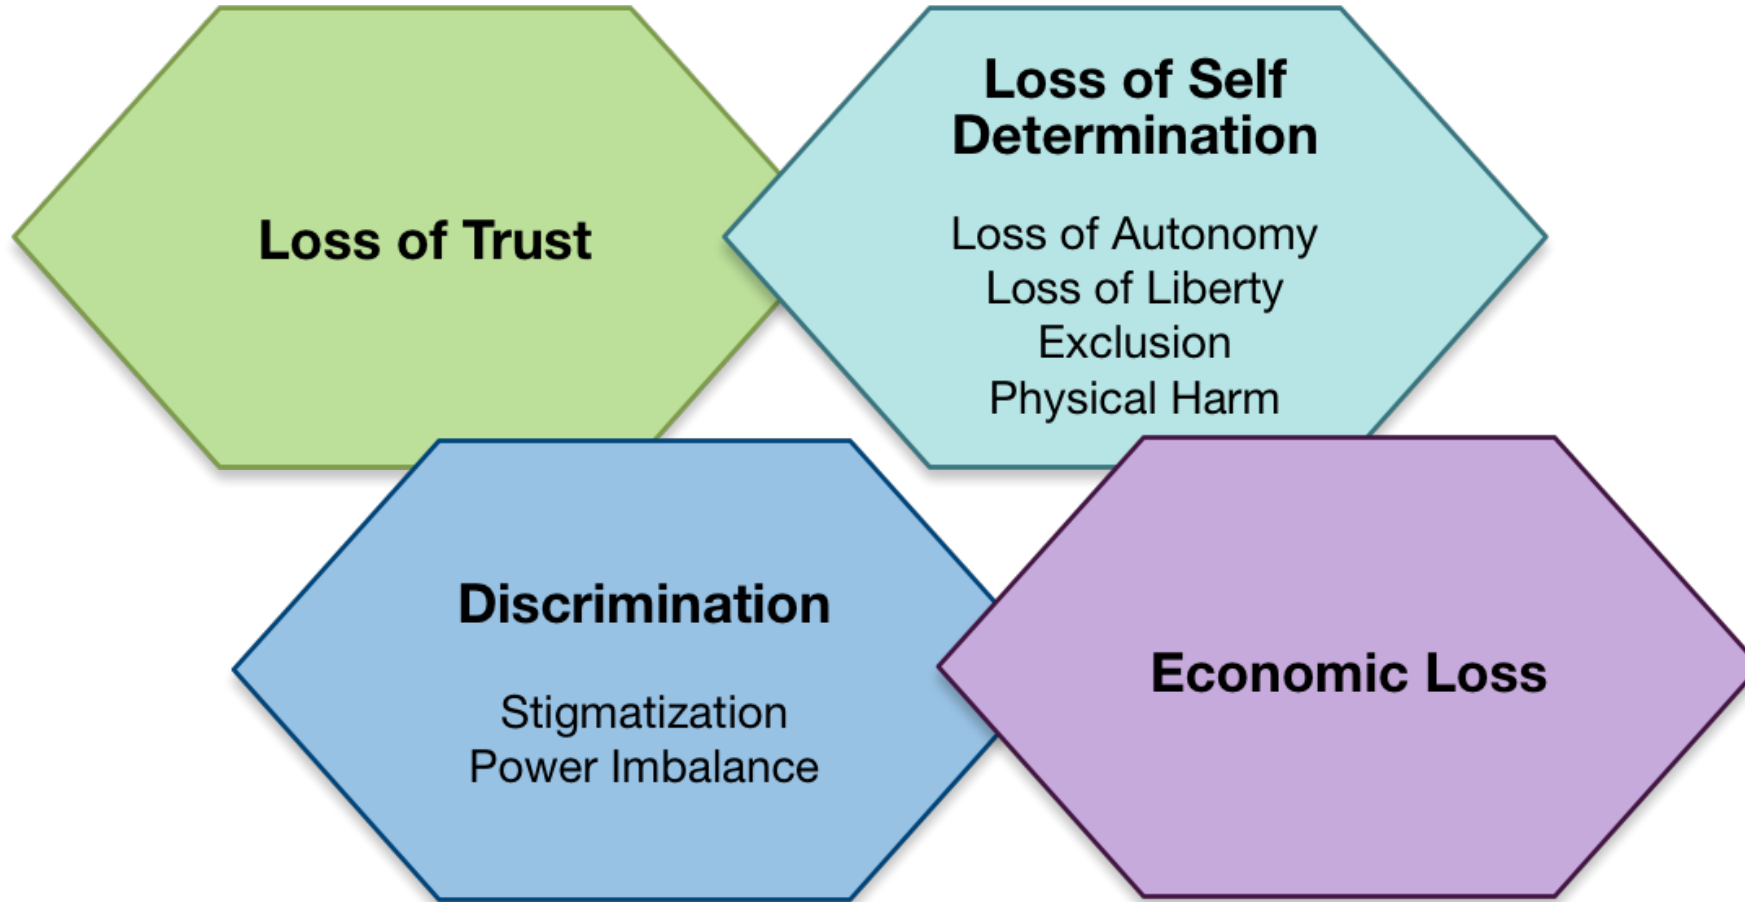 Loss of Trust
Loss of Self
Determination
Loss of Autonomy
Loss of Liberty
Exclusion
Physical Harm
Discrimination
Stigmatization
Power Imbalance
Economic Loss